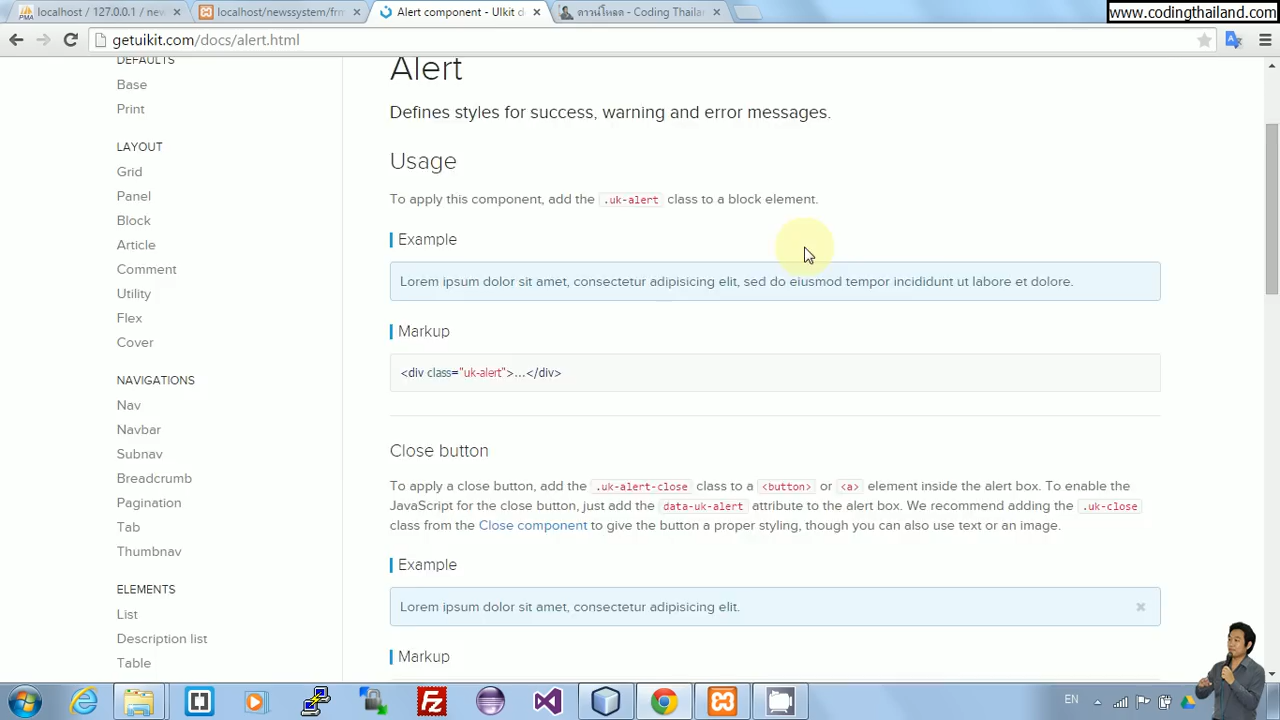 localhost / 127.0.0.1 / new
localhost/newssystem/frm
Alert component - UIkit d
ดาวน์โหลด - Coding Thailan
www.codingthailand.com
getuikit.com/docs/alert.html
DEFAULTS
Base
Print
LAYOUT
Grid
Panel
Block
Article
Comment
Utility
Flex
Cover
NAVIGATIONS
Nav
Navbar
Subnav
Breadcrumb
Pagination
Tab
Thumbnav
ELEMENTS
List
Description list
Table
Alert
Defines styles for success, warning and error messages.
Usage
To apply this component, add the .uk-alert class to a block element.
Example
Lorem ipsum dolor sit amet, consectetur adipisicing elit, sed do eiusmod tempor incididunt ut labore et dolore.
Markup
<div class="uk-alert">...</div>
Close button
To apply a close button, add the .uk-alert-close class to a <button> or <a> element inside the alert box. To enable the
JavaScript for the close button, just add the data-uk-alert attribute to the alert box. We recommend adding the .uk-close
class from the Close component to give the button a proper styling, though you can also use text or an image.
Example
Lorem ipsum dolor sit amet, consectetur adipisicing elit.
Markup
EN